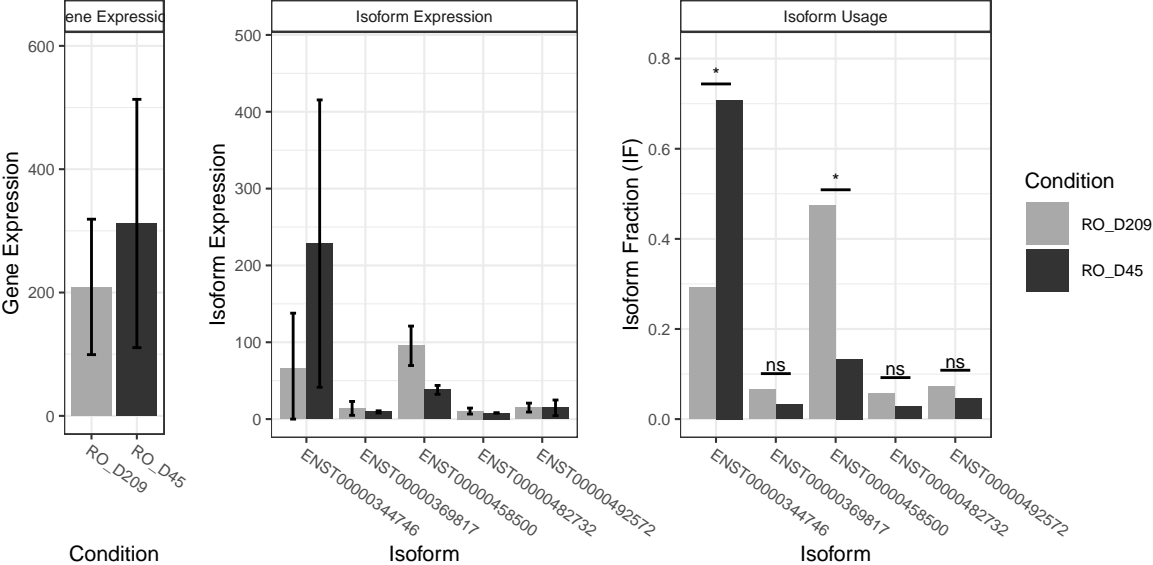 ene Expressio
Isoform Expression
Isoform Usage
Gene Expression
600
400
200
0
RO_D209
RO_D45
Condition
Isoform Expression
500
400
300
200
100
0
ENST00000344746
ENST00000369817
ENST00000458500
ENST00000482732
ENST00000492572
Isoform
Isoform Fraction (IF)
0.8
0.6
0.4
0.2
0.0
*
ns
*
ns
ns
ENST00000344746
ENST00000369817
ENST00000458500
ENST00000482732
ENST00000492572
Isoform
Condition
RO_D209
RO_D45